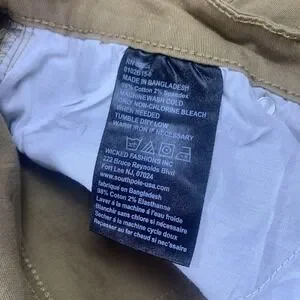 MADE IN BANGLADESH
98% Cotton 2% Spandex
MACHINE WASH COLD
ONLY NON-CHLORINE BLEACH
WHEN NEEDED
TUMBLE DRY LOW
WARM IRON IF NECESSARY
WICKED FASHIONS INC
222 Bruce Reynolds Blvd
Fort Lee, NJ, 07024
southpole-usa.com
fabriqué en Bangladesh
98% Cotton 2% Elasthanne
Laver à la machine à l'eau froide
Blanchir sans chlore si nécessaire
Sécher à la machine cycle doux
Repasser au fer chaud si nec'ssaire